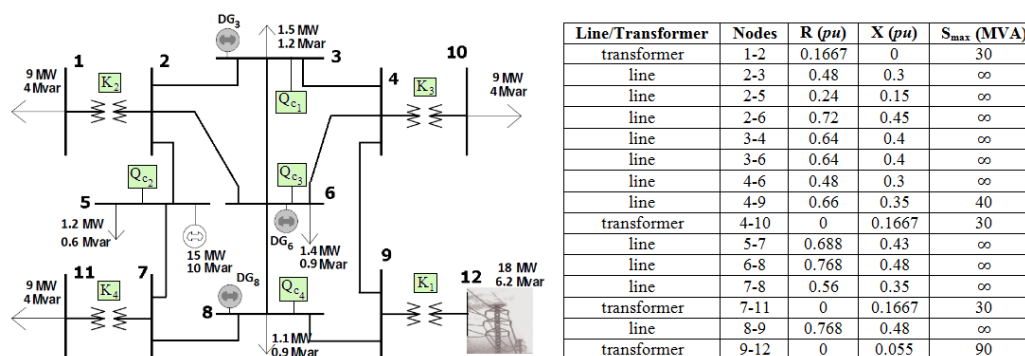 DG3
1.5 MW
1.2 Mvar
1
2
3
4
10
9 MW
4 Mvar
K2
K3
9 MW
4 Mvar
Qc1
Qc2
Qc3
5
6
1.2 MW
0.6 Mvar
15 MW
10 Mvar
DG6
1.4 MW
0.9 Mvar
9
11
7
DG8
12
18 MW
6.2 Mvar
9 MW
4 Mvar
K4
Qc4
K1
8
1.1 MW
0.9 Mvar
Line/Transformer Nodes R (pu) X (pu) Smax (MVA)
transformer 1-2 0.1667 0 30
line 2-3 0.48 0.3 ∞
line 2-5 0.24 0.15 ∞
line 2-6 0.72 0.45 ∞
line 3-4 0.64 0.4 ∞
line 3-6 0.64 0.4 ∞
line 4-6 0.48 0.3 ∞
line 4-9 0.66 0.35 40
transformer 4-10 0 0.1667 30
line 5-7 0.688 0.43 ∞
line 6-8 0.768 0.48 ∞
line 7-8 0.56 0.35 ∞
transformer 7-11 0 0.1667 30
line 8-9 0.768 0.48 ∞
transformer 9-12 0 0.055 90